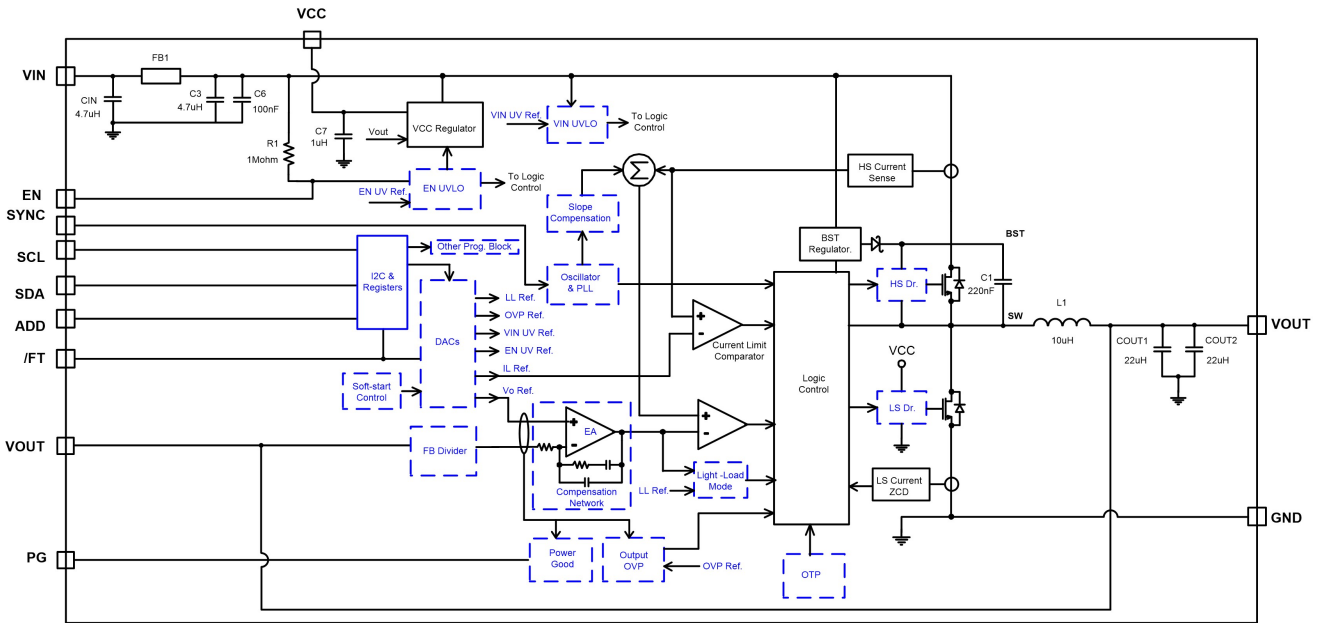 VCC
VIN
FB1
CIN
4.7uH
C3
4.7uH
C6
100nF
R1
1Mohm
C7
1uH
Vout
VCC Regulator
VIN UV Ref.
VIN UVLO
To Logic
Control
EN
EN UV Ref.
EN UVLO
To Logic
Control
HS Current
Sense
SYNC
Slope
Compensation
SCL
I2C &
Registers
Other Prog. Block
Oscillator
& PLL
BST
Regulator.
BST
SDA
HS Dr.
C1
220nF
ADD
DACs
LL Ref.
OVP Ref.
VIN UV Ref.
EN UV Ref.
IL Ref.
Vo Ref.
Current Limit
Comparator
SW
L1
10uH
VOUT
COUT1
22uH
COUT2
22uH
/FT
Soft-start
Control
Logic
Control
VCC
LS Dr.
VOUT
FB Divider
EA
Compensation
Network
LL Ref.
Light -Load
Mode
LS Current
ZCD
GND
PG
Power
Good
Output
OVP
OVP Ref.
OTP